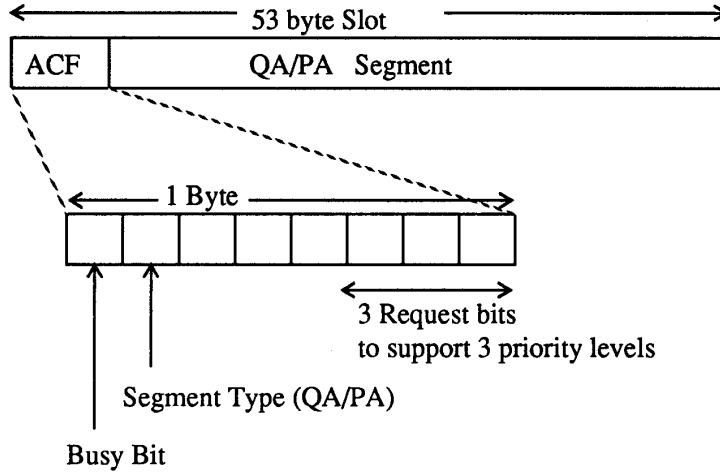 53 byte Slot
ACF
QA/PA Segment
1 Byte
3 Request bits
to support 3 priority levels
Segment Type (QA/PA)
Busy Bit